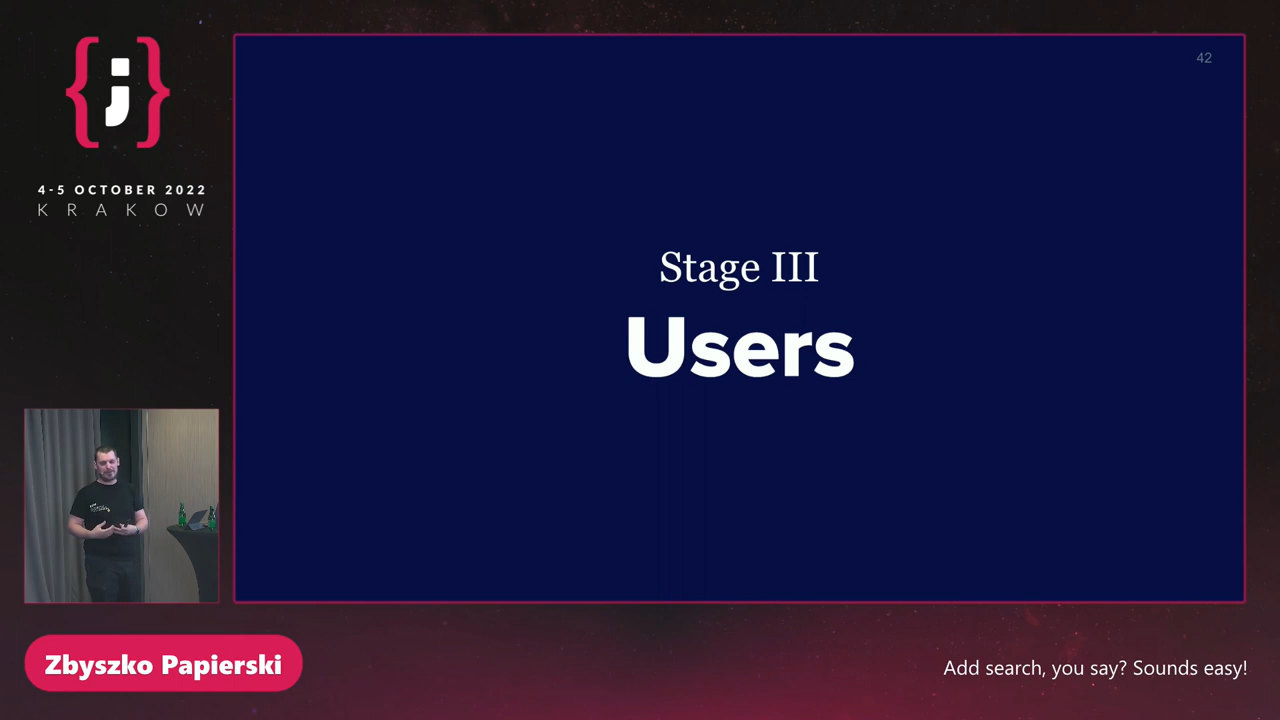 {;}
4-5 OCTOBER 2022
KRAKOW
42
Stage III
Users
Zbyszko Papierski
Add search, you say? Sounds easy!